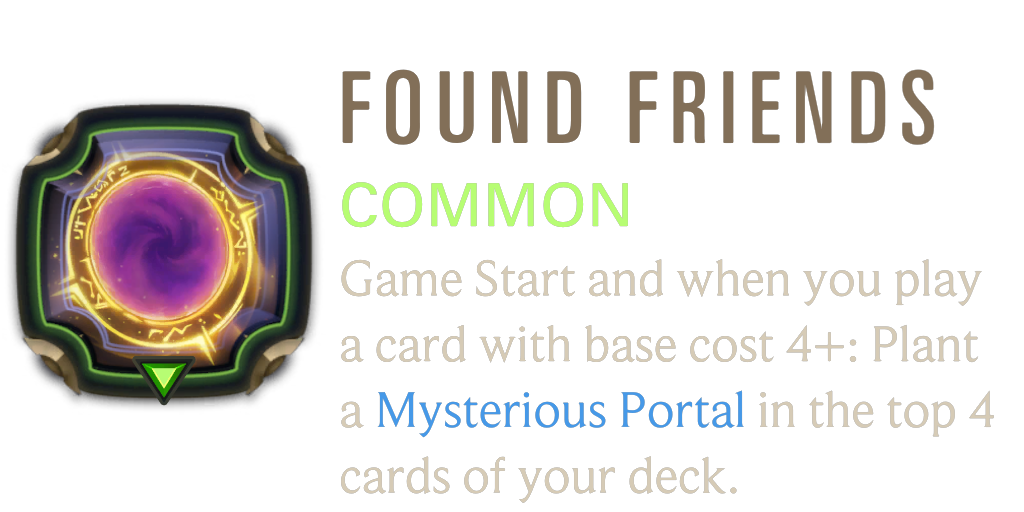 FOUND FRIENDS
COMMON
Game Start and when you play
a card with base cost 4+: Plant
a Mysterious Portal in the top 4
cards of your deck.